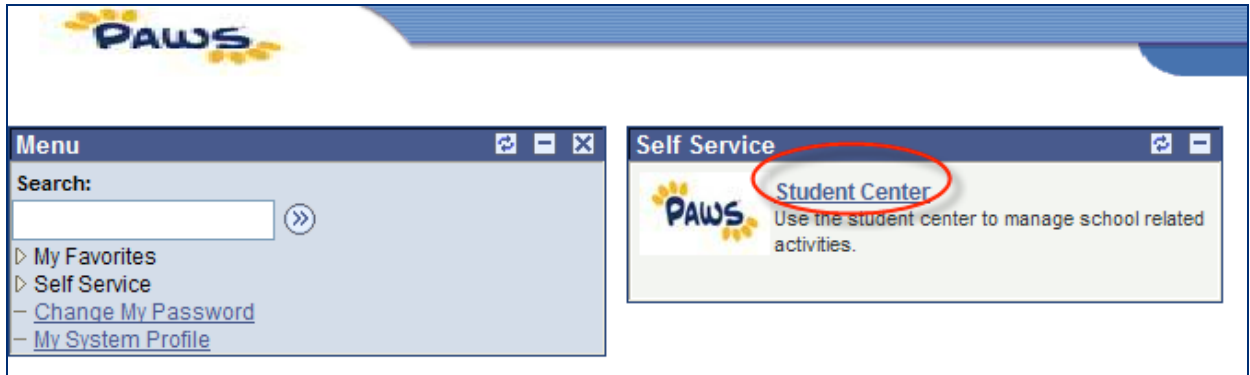 PAWS
Menu
Search:
My Favorites
Self Service
Change My Password
My System Profile
Self Service
PAWS
Student Center
Use the student center to manage school related
activities.